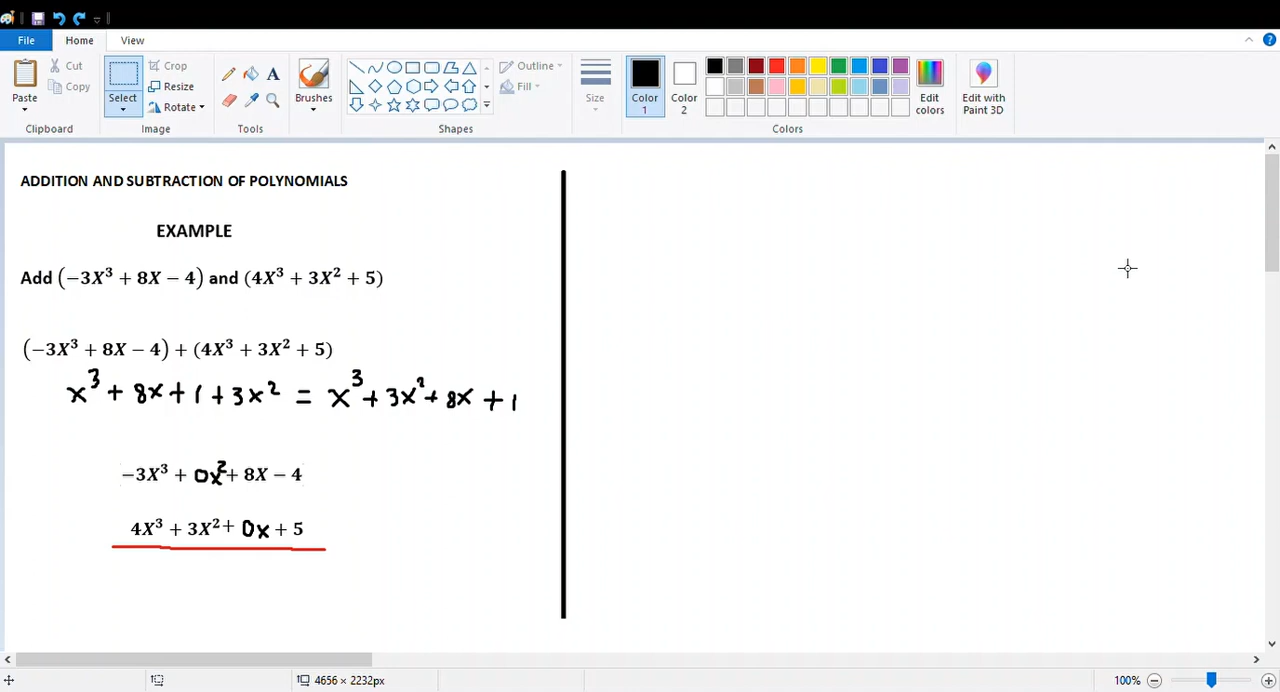 File Home View
Paste Cut Copy Select Crop Resize Rotate Brushes Outline Fill Size Color 1 Color 2 Edit colors Edit with Paint 3D
Clipboard Image Tools Shapes Colors
ADDITION AND SUBTRACTION OF POLYNOMIALS
EXAMPLE
Add (−3X³ + 8X − 4) and (4X³ + 3X² + 5)
(−3X³ + 8X − 4) + (4X³ + 3X² + 5)
x³ + 8x + 1 + 3x² = x³ + 3x² + 8x + 1
−3X³ + 0x² + 8X − 4
4X³ + 3X² + 0x + 5
4656 × 2232px 100%